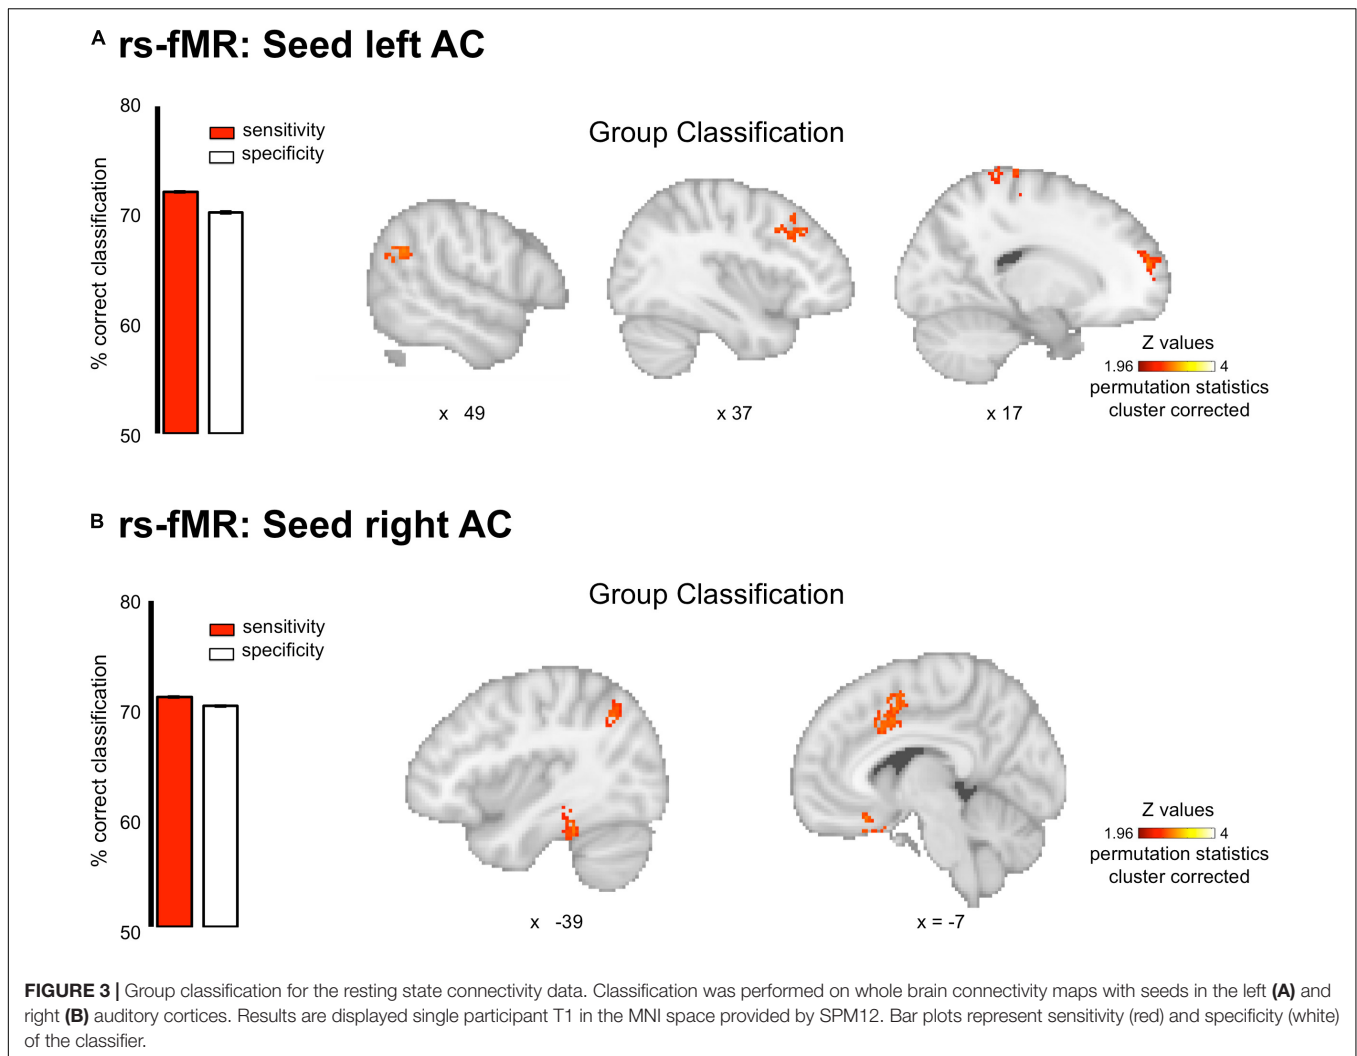 A rs-fMR: Seed left AC
80
70
60
50
% correct classification
sensitivity
specificity
Group Classification
x 49
x 37
x 17
Z values
1.96 4
permutation statistics
cluster corrected
B rs-fMR: Seed right AC
80
70
60
50
% correct classification
sensitivity
specificity
Group Classification
x -39
x = -7
Z values
1.96 4
permutation statistics
cluster corrected
FIGURE 3 | Group classification for the resting state connectivity data. Classification was performed on whole brain connectivity maps with seeds in the left (A) and
right (B) auditory cortices. Results are displayed single participant T1 in the MNI space provided by SPM12. Bar plots represent sensitivity (red) and specificity (white)
of the classifier.